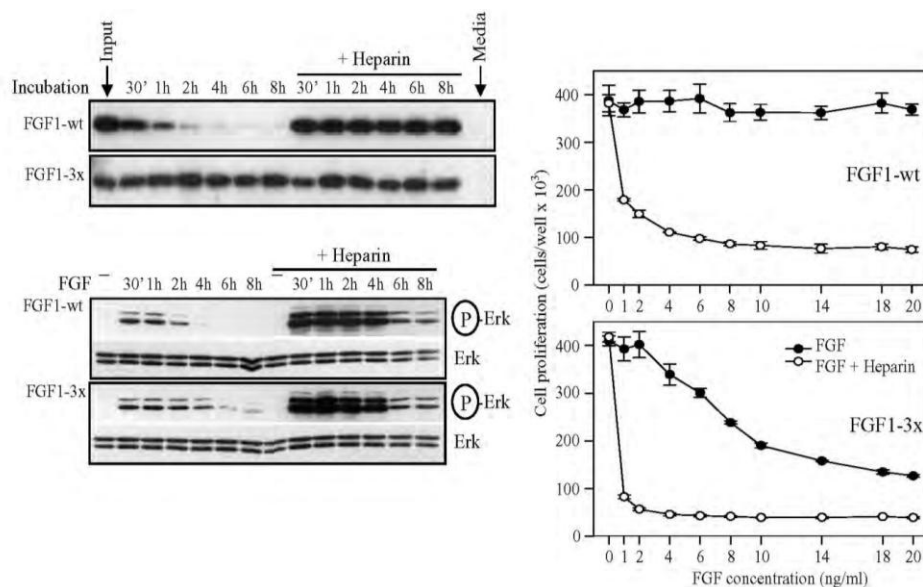 Input
Media
+ Heparin
Incubation 30' 1h 2h 4h 6h 8h 30' 1h 2h 4h 6h 8h
FGF1-wt
FGF1-3x
+ Heparin
FGF – 30' 1h 2h 4h 6h 8h – 30' 1h 2h 4h 6h 8h
FGF1-wt
P -Erk
Erk
FGF1-3x
P -Erk
Erk
Cell proliferation (cells/well x 10³)
400
300
200
100
0
FGF1-wt
0 1 2 4 6 8 10 14 18 20
400
300
200
100
0
FGF
FGF + Heparin
FGF1-3x
0 1 2 4 6 8 10 14 18 20
FGF concentration (ng/ml)